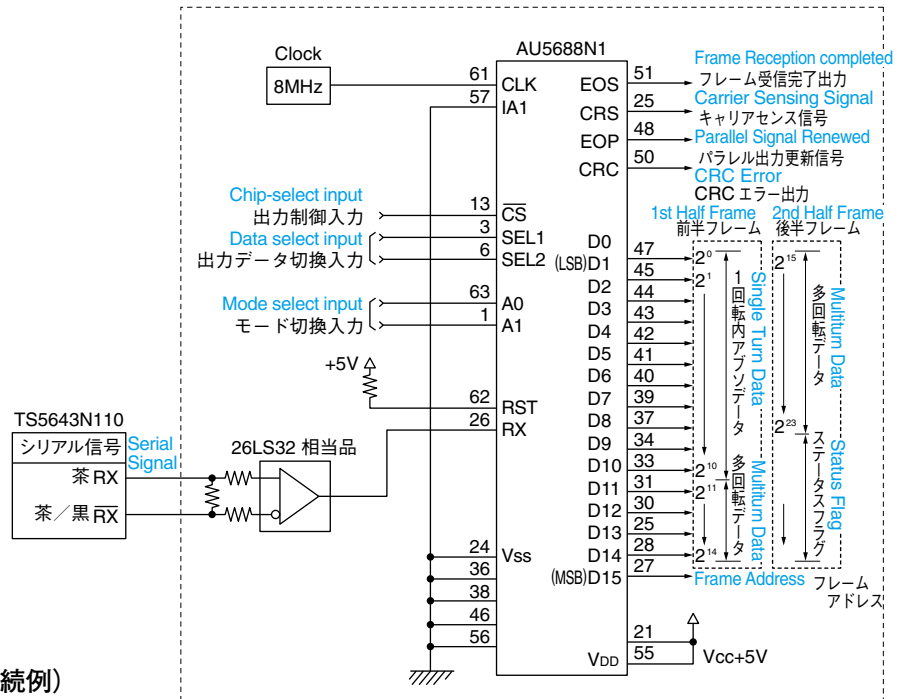 Clock
8MHz
AU5688N1
61 CLK
57 IA1
EOS 51
CRS 25
EOP 48
CRC 50
Frame Reception completed
フレーム受信完了出力
Carrier Sensing Signal
キャリアセンス信号
Parallel Signal Renewed
パラレル出力更新信号
CRC Error
CRC エラー出力
Chip-select input
出力制御入力
13 CS
Data select input
出力データ切換入力
3 SEL1
6 SEL2
Mode select input
モード切換入力
63 A0
1 A1
+5V
62 RST
26 RX
TS5643N110
シリアル信号
茶 RX
茶／黒 RX
Serial
Signal
26LS32 相当品
24 Vss
36
38
46
56
1st Half Frame
前半フレーム
2nd Half Frame
後半フレーム
D0
(LSB)D1
D2
D3
D4
D5
D6
D7
D8
D9
D10
D11
D12
D13
D14
(MSB)D15
47
45
44
43
42
41
40
39
37
34
33
31
30
25
28
27
2⁰
2¹
2¹⁰
2¹¹
2¹⁴
1回転内アブソデータ
Single Turn Data
多回転データ
Multiturn Data
2¹⁵
2²³
多回転データ
Multiturn Data
ステータスフラグ
Status Flag
Frame Address
フレーム
アドレス
21
VDD 55
Vcc+5V
続例）